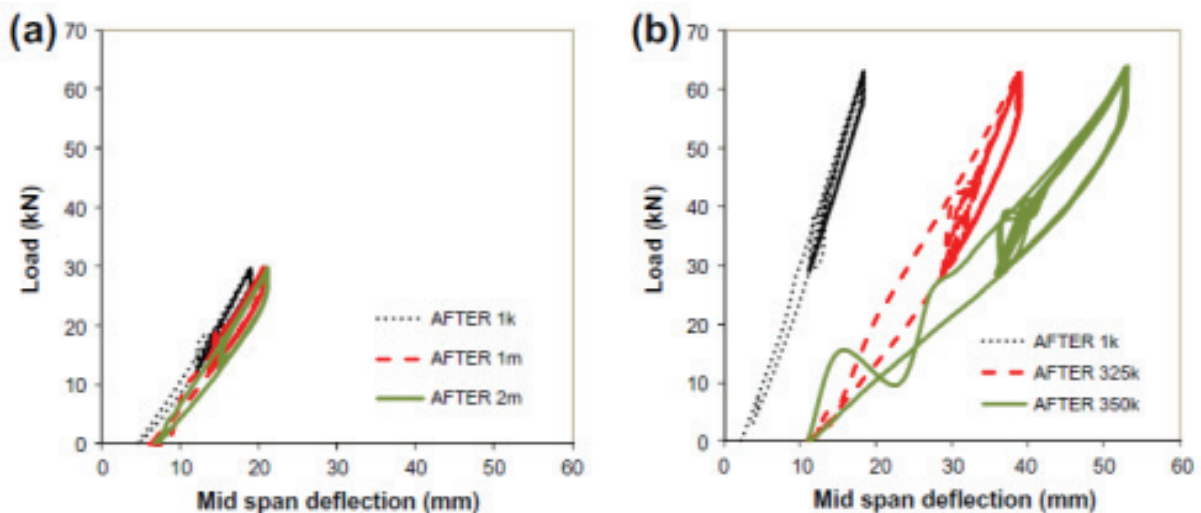 (a)
70
60
50
40
30
20
10
0
Load (kN)
AFTER 1k
AFTER 1m
AFTER 2m
0 10 20 30 40 50 60
Mid span deflection (mm)
(b)
70
60
50
40
30
20
10
0
Load (kN)
AFTER 1k
AFTER 325k
AFTER 350k
0 10 20 30 40 50 60
Mid span deflection (mm)